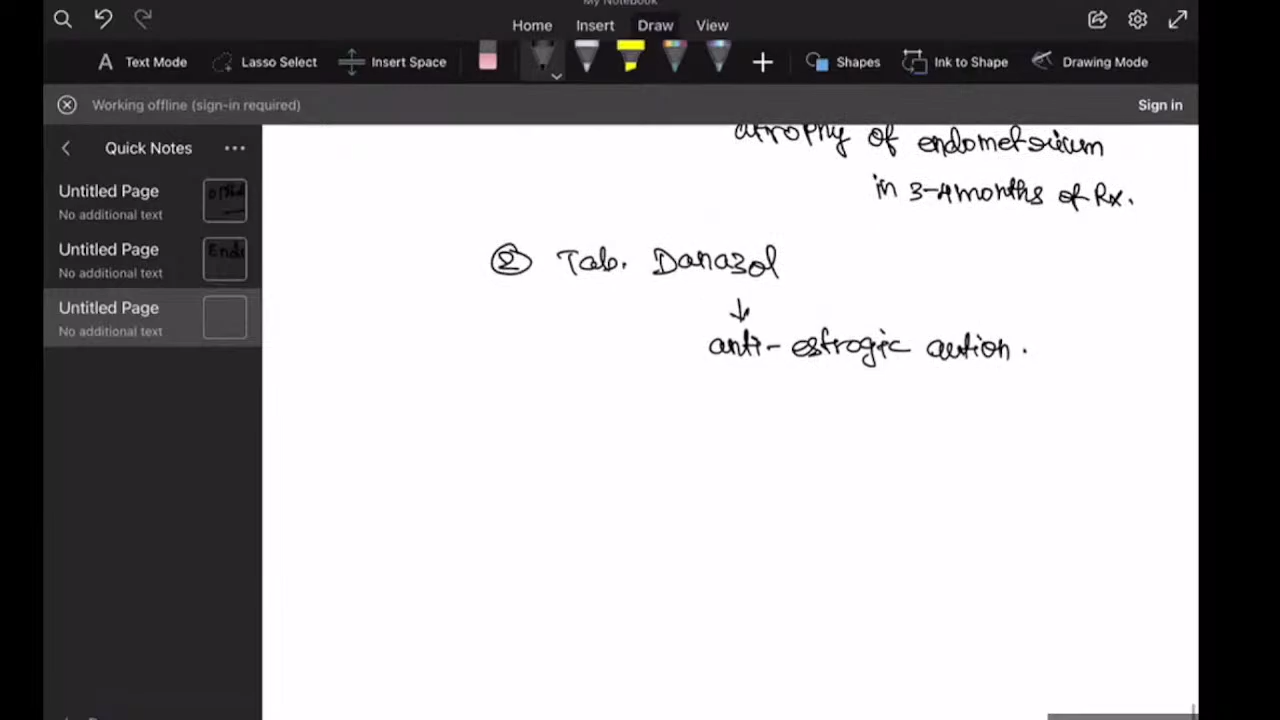 My Notebook
Home Insert Draw View
Text Mode Lasso Select Insert Space Shapes Ink to Shape Drawing Mode
Working offline (sign-in required) Sign in
Quick Notes
Untitled Page
No additional text
Untitled Page
No additional text
Untitled Page
No additional text
atrophy of endometrium
in 3-4 months of Rx.
② Tab. Danazol
↓
anti-estrogic action.